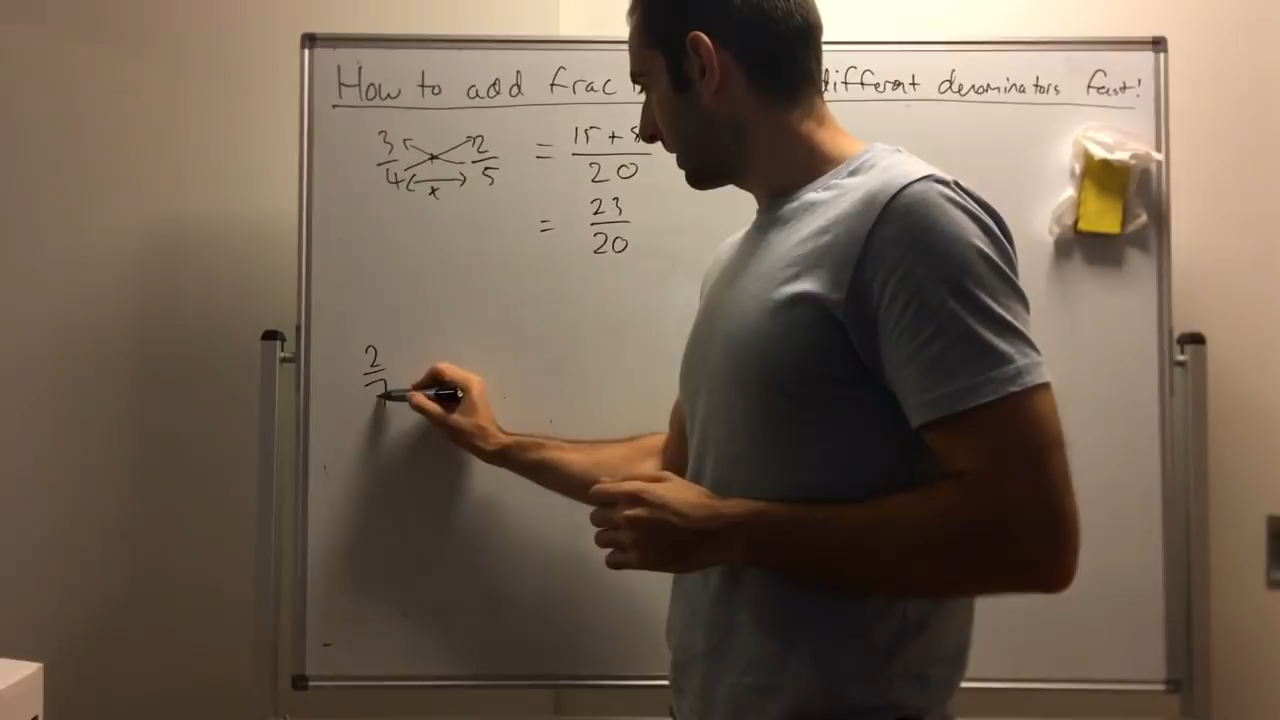 How to add frac different denominators fast!
3/4 × 2/5 = 15 + 8/20
= 23/20
2/7